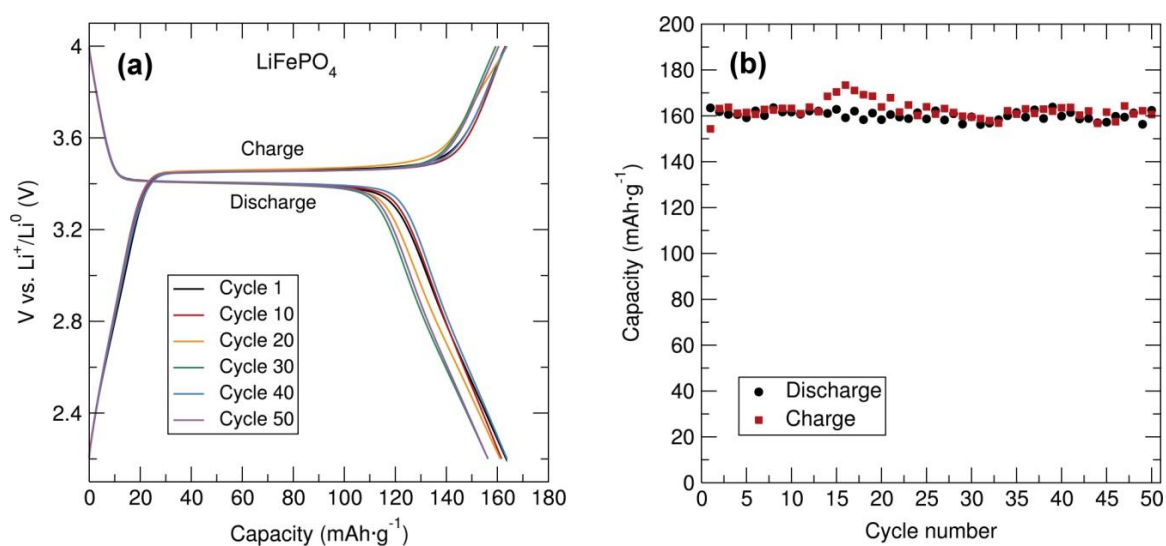 (a)
LiFePO4
Charge
Discharge
Cycle 1
Cycle 10
Cycle 20
Cycle 30
Cycle 40
Cycle 50
4
3.6
3.2
2.8
2.4
V vs. Li+/Li0 (V)
0 20 40 60 80 100 120 140 160 180
Capacity (mAh·g-1)
(b)
200
180
160
140
120
100
80
60
40
20
0
Capacity (mAh·g-1)
Discharge
Charge
0 5 10 15 20 25 30 35 40 45 50
Cycle number